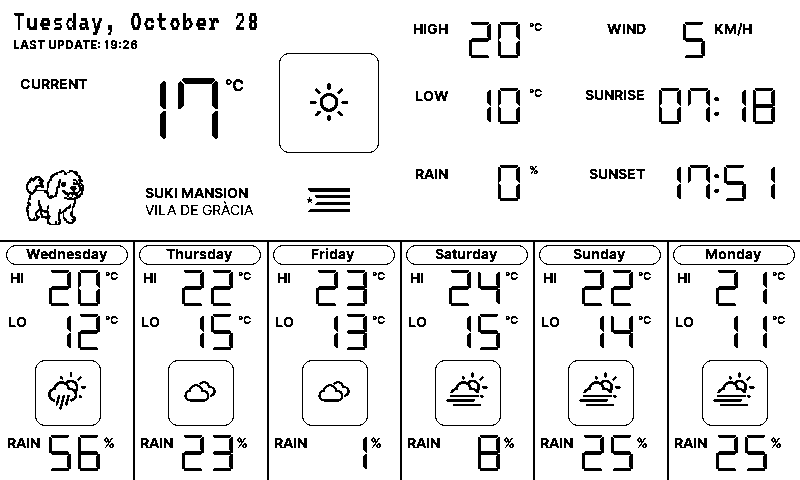 Tuesday, October 28
LAST UPDATE: 19:26
CURRENT 17 °C
SUKI MANSION
VILA DE GRÀCIA
HIGH 20 °C
LOW 10 °C
RAIN 0 %
WIND 5 KM/H
SUNRISE 07:18
SUNSET 17:51
Wednesday
HI 20 °C
LO 12 °C
RAIN 56 %
Thursday
HI 22 °C
LO 15 °C
RAIN 23 %
Friday
HI 23 °C
LO 13 °C
RAIN 1 %
Saturday
HI 24 °C
LO 15 °C
RAIN 8 %
Sunday
HI 22 °C
LO 14 °C
RAIN 25 %
Monday
HI 21 °C
LO 11 °C
RAIN 25 %